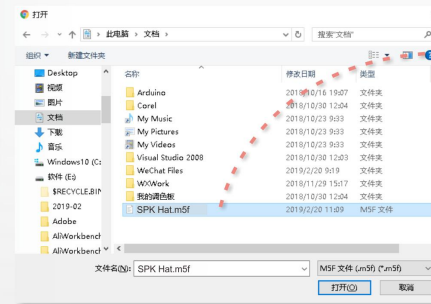 打开
此电脑 › 文档 ›
搜索"文档"
组织 新建文件夹
Desktop
视频
图片
文档
下载
音乐
Windows10 (C:
软件 (E:)
$RECYCLE.BIN
2019-02
Adobe
AliWorkbench
AliWorkbench
名称 修改日期 类型
Arduino 2018/10/16 19:07 文件夹
Corel 2018/10/30 12:04 文件夹
My Music 2018/10/23 9:33 文件夹
My Pictures 2018/10/23 9:33 文件夹
My Videos 2018/10/23 9:33 文件夹
Visual Studio 2008 2018/10/30 12:03 文件夹
WeChat Files 2019/2/20 9:19 文件夹
WXWork 2018/11/29 15:17 文件夹
我的调色板 2018/10/30 12:04 文件夹
SPK Hat.m5f 2019/2/20 11:09 M5F 文件
文件名(N): SPK Hat.m5f M5F 文件 (.m5f) (*.m5f)
打开(O) 取消